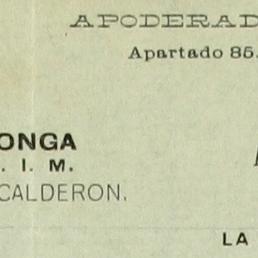 APODERAD
Apartado 85.
ONGA
. I. M.
CALDERON.
LA